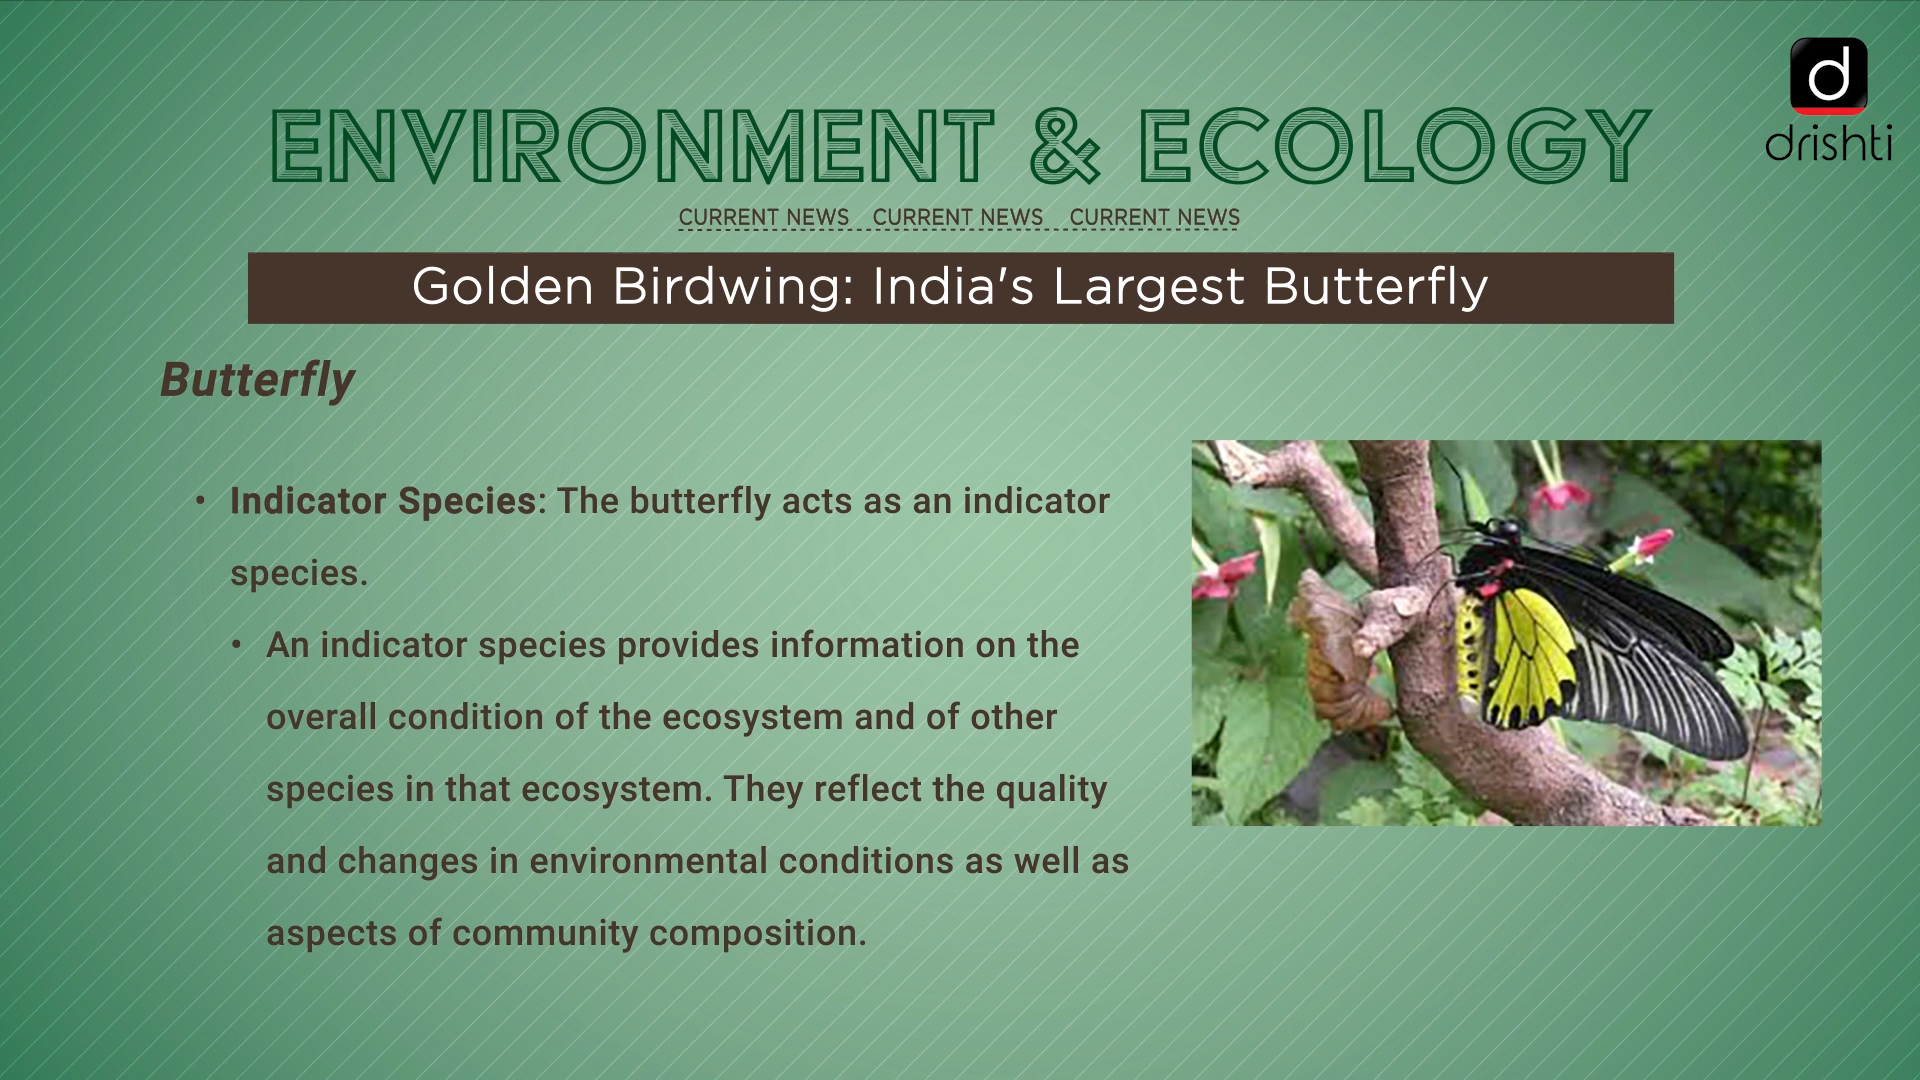 d
drishti
ENVIRONMENT & ECOLOGY
CURRENT NEWS CURRENT NEWS CURRENT NEWS
Golden Birdwing: India's Largest Butterfly
Butterfly
• Indicator Species: The butterfly acts as an indicator
species.
• An indicator species provides information on the
overall condition of the ecosystem and of other
species in that ecosystem. They reflect the quality
and changes in environmental conditions as well as
aspects of community composition.